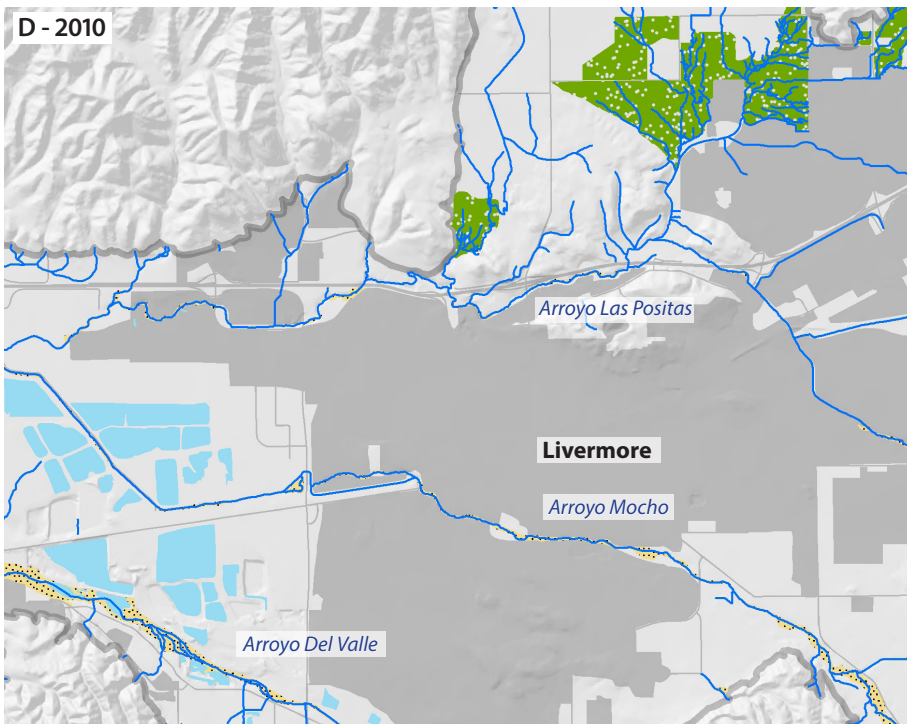 D - 2010
Arroyo Las Positas
Livermore
Arroyo Mocho
Arroyo Del Valle